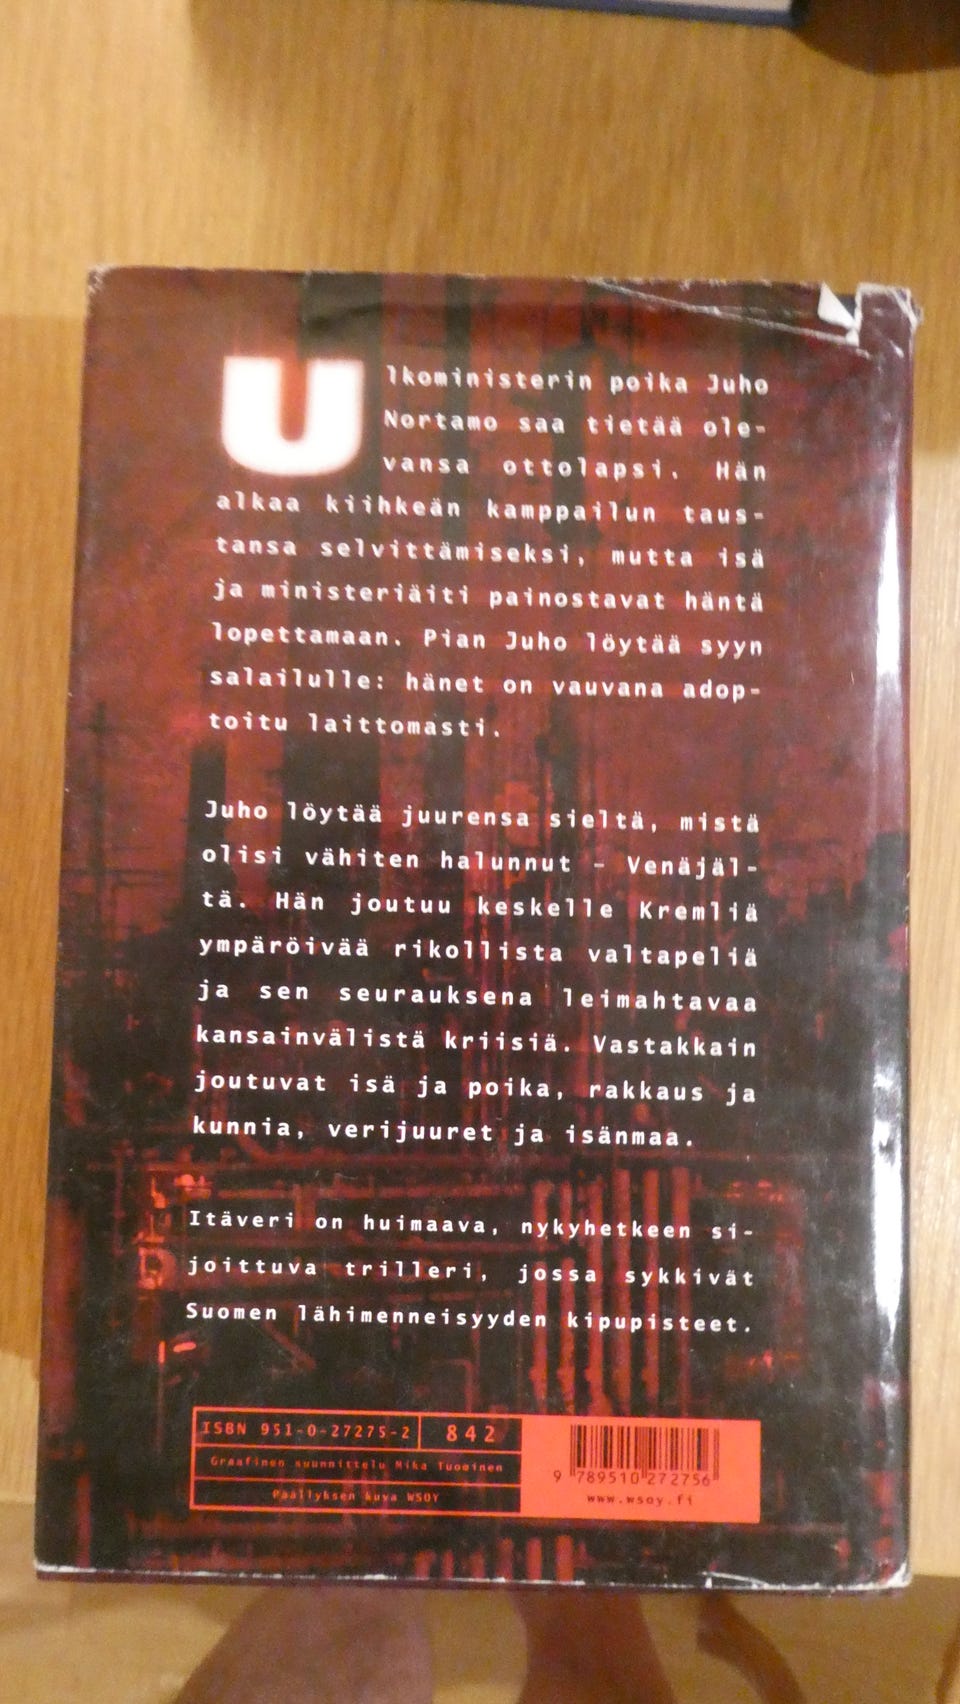 Ulkoministerin poika Juho
Nortamo saa tietää ole-
vansa ottolapsi. Hän
alkaa kiihkeän kamppailun taus-
tansa selvittämiseksi, mutta isä
ja ministeriäiti painostavat häntä
lopettamaan. Pian Juho löytää syyn
salailulle: hänet on vauvana adop-
toitu laittomasti.
Juho löytää juurensa sieltä, mistä
olisi vähiten halunnut - Venäjäl-
tä. Hän joutuu keskelle Kremliä
ympäröivää rikollista valtapeliä
ja sen seurauksena leimahtavaa
kansainvälistä kriisiä. Vastakkain
joutuvat isä ja poika, rakkaus ja
kunnia, verijuuret ja isänmaa.
Itäveri on huimaava, nykyhetkeen si-
joittuva trilleri, jossa sykkivät
Suomen lähimenneisyyden kipupisteet.
ISBN 951-0-27275-2 842
Graafinen suunnittelu Mika Tuominen
Päällyksen kuva WSOY
9 789510 272756
www.wsoy.fi